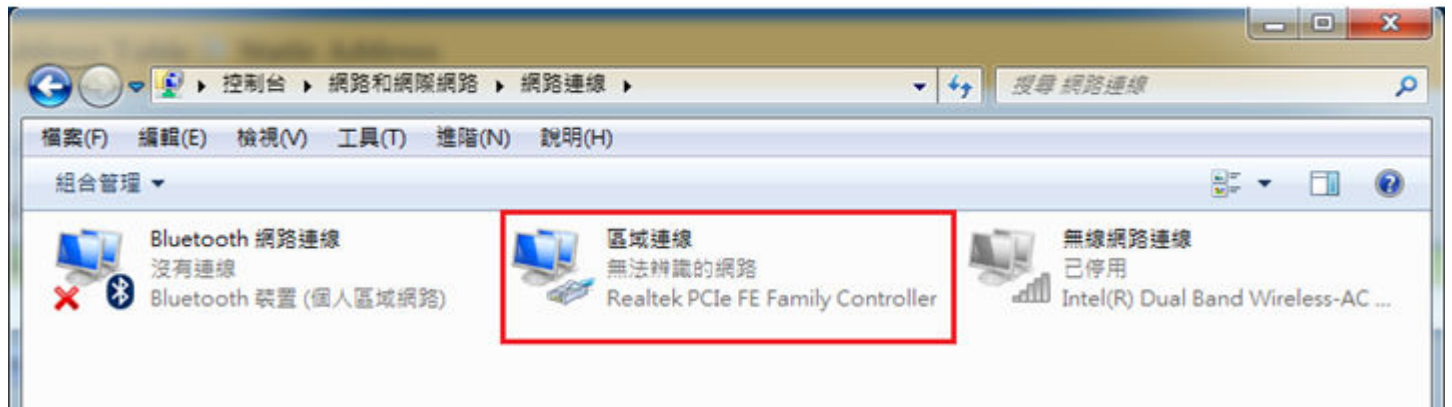 控制台 ▸ 網路和網際網路 ▸ 網路連線 ▸
搜尋 網路連線
檔案(F) 編輯(E) 檢視(V) 工具(T) 進階(N) 說明(H)
組合管理
Bluetooth 網路連線
沒有連線
Bluetooth 裝置 (個人區域網路)
區域連線
無法辨識的網路
Realtek PCIe FE Family Controller
無線網路連線
已停用
Intel(R) Dual Band Wireless-AC ...